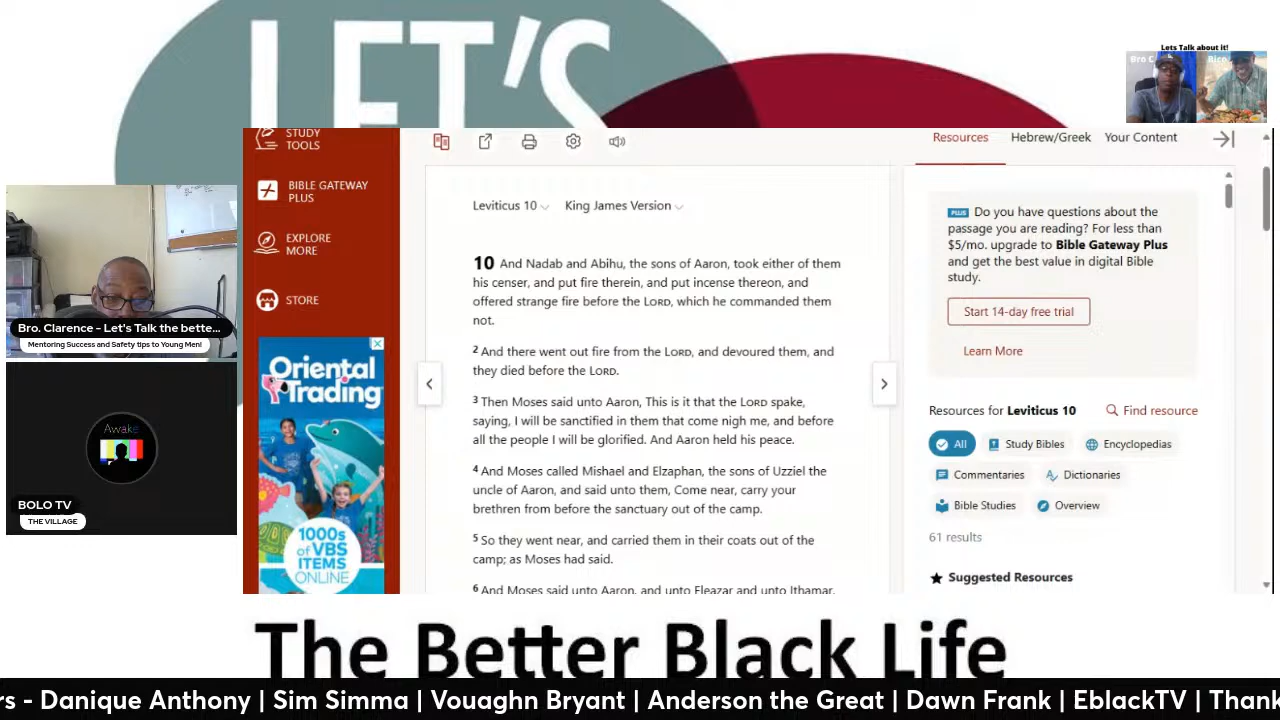 LET'S
Lets Talk about it!
Bro C
Rico
STUDY
TOOLS
BIBLE GATEWAY
PLUS
EXPLORE
MORE
STORE
Oriental
Trading
1000s
of VBS
ITEMS
ONLINE
Leviticus 10
King James Version
10 And Nadab and Abihu, the sons of Aaron, took either of them
his censer, and put fire therein, and put incense thereon, and
offered strange fire before the LORD, which he commanded them
not.
2 And there went out fire from the LORD, and devoured them, and
they died before the LORD.
3 Then Moses said unto Aaron, This is it that the LORD spake,
saying, I will be sanctified in them that come nigh me, and before
all the people I will be glorified. And Aaron held his peace.
4 And Moses called Mishael and Elzaphan, the sons of Uzziel the
uncle of Aaron, and said unto them, Come near, carry your
brethren from before the sanctuary out of the camp.
5 So they went near, and carried them in their coats out of the
camp; as Moses had said.
6 And Moses said unto Aaron, and unto Eleazar and unto Ithamar,
Resources
Hebrew/Greek
Your Content
PLUS Do you have questions about the
passage you are reading? For less than
$5/mo. upgrade to Bible Gateway Plus
and get the best value in digital Bible
study.
Start 14-day free trial
Learn More
Resources for Leviticus 10
Find resource
All
Study Bibles
Encyclopedias
Commentaries
Dictionaries
Bible Studies
Overview
61 results
Suggested Resources
Bro. Clarence - Let's Talk the bette...
Mentoring Success and Safety tips to Young Men!
Awake
BOLO TV
THE VILLAGE
The Better Black Life
rs - Danique Anthony | Sim Simma | Vouaghn Bryant | Anderson the Great | Dawn Frank | EblackTV | Thank